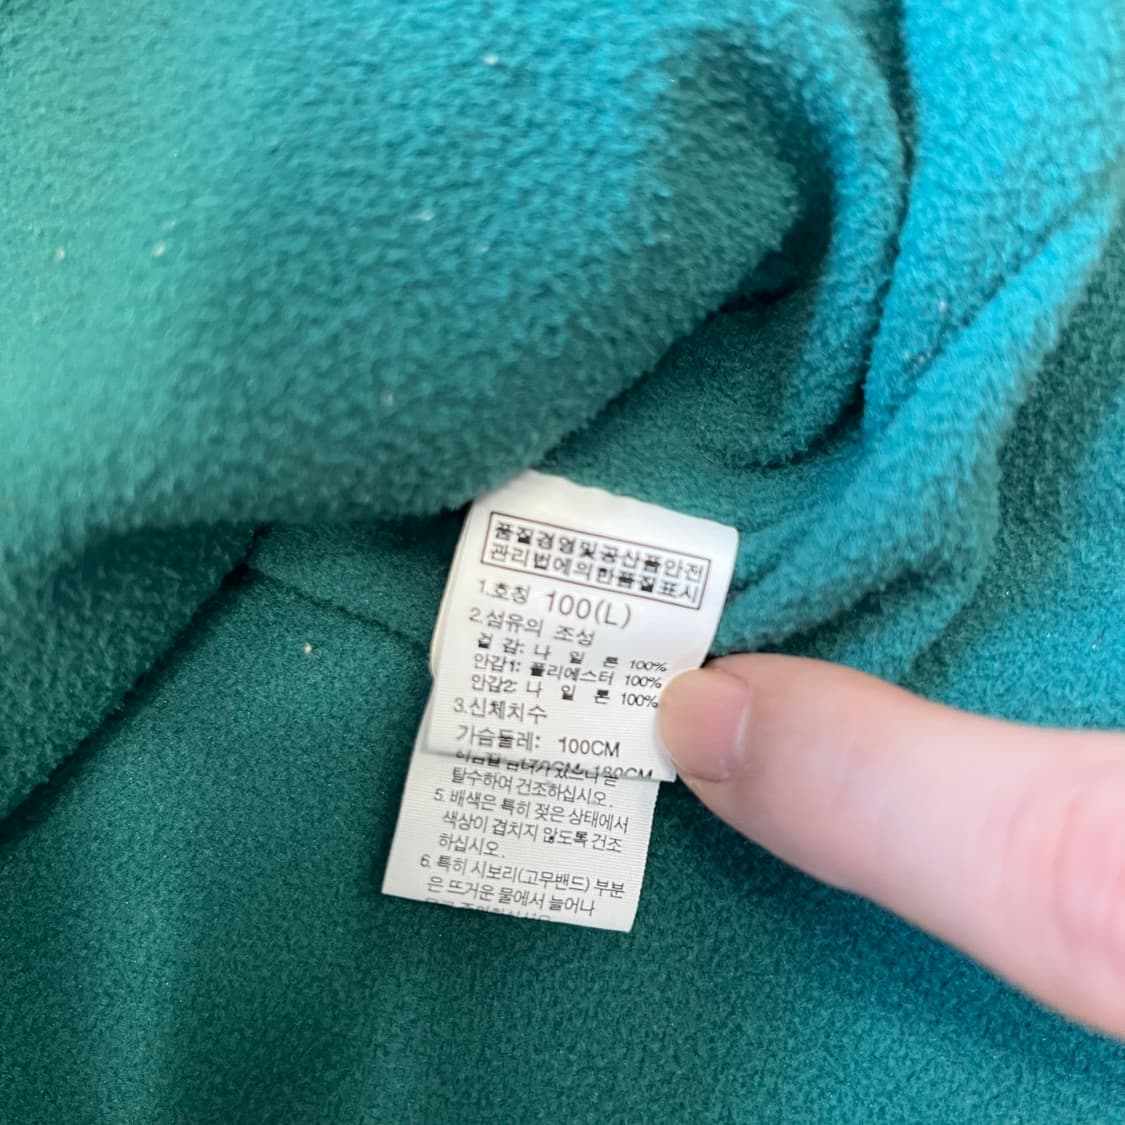 품질경영및공산품안전
관리법에의한품질표시
1.호칭 100(L)
2.섬유의 조성
겉 감: 나 일 론 100%
안감1: 폴리에스터 100%
안감2: 나 일 론 100%
3.신체치수
가슴둘레: 100CM
탈수하여 건조하십시오.
5. 배색은 특히 젖은 상태에서
색상이 겹치지 않도록 건조
하십시오.
6. 특히 시보리(고무밴드) 부분
은 뜨거운 물에서 늘어나